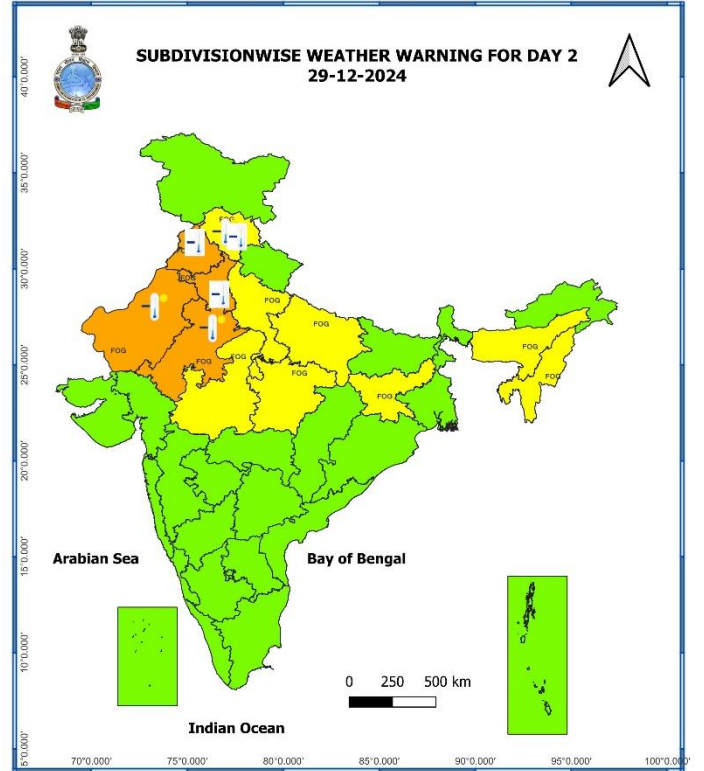 SUBDIVISIONWISE WEATHER WARNING FOR DAY 2
29-12-2024
40°0.000'
35°0.000'
FOG
30°0.000'
FOG
FOG
FOG
FOG
FOG
FOG
FOG
25°0.000'
FOG
FOG
FOG
20°0.000'
15°0.000'
Arabian Sea
Bay of Bengal
10°0.000'
0 250 500 km
Indian Ocean
5°0.000'
70°0.000' 75°0.000' 80°0.000' 85°0.000' 90°0.000' 95°0.000' 100°0.000'